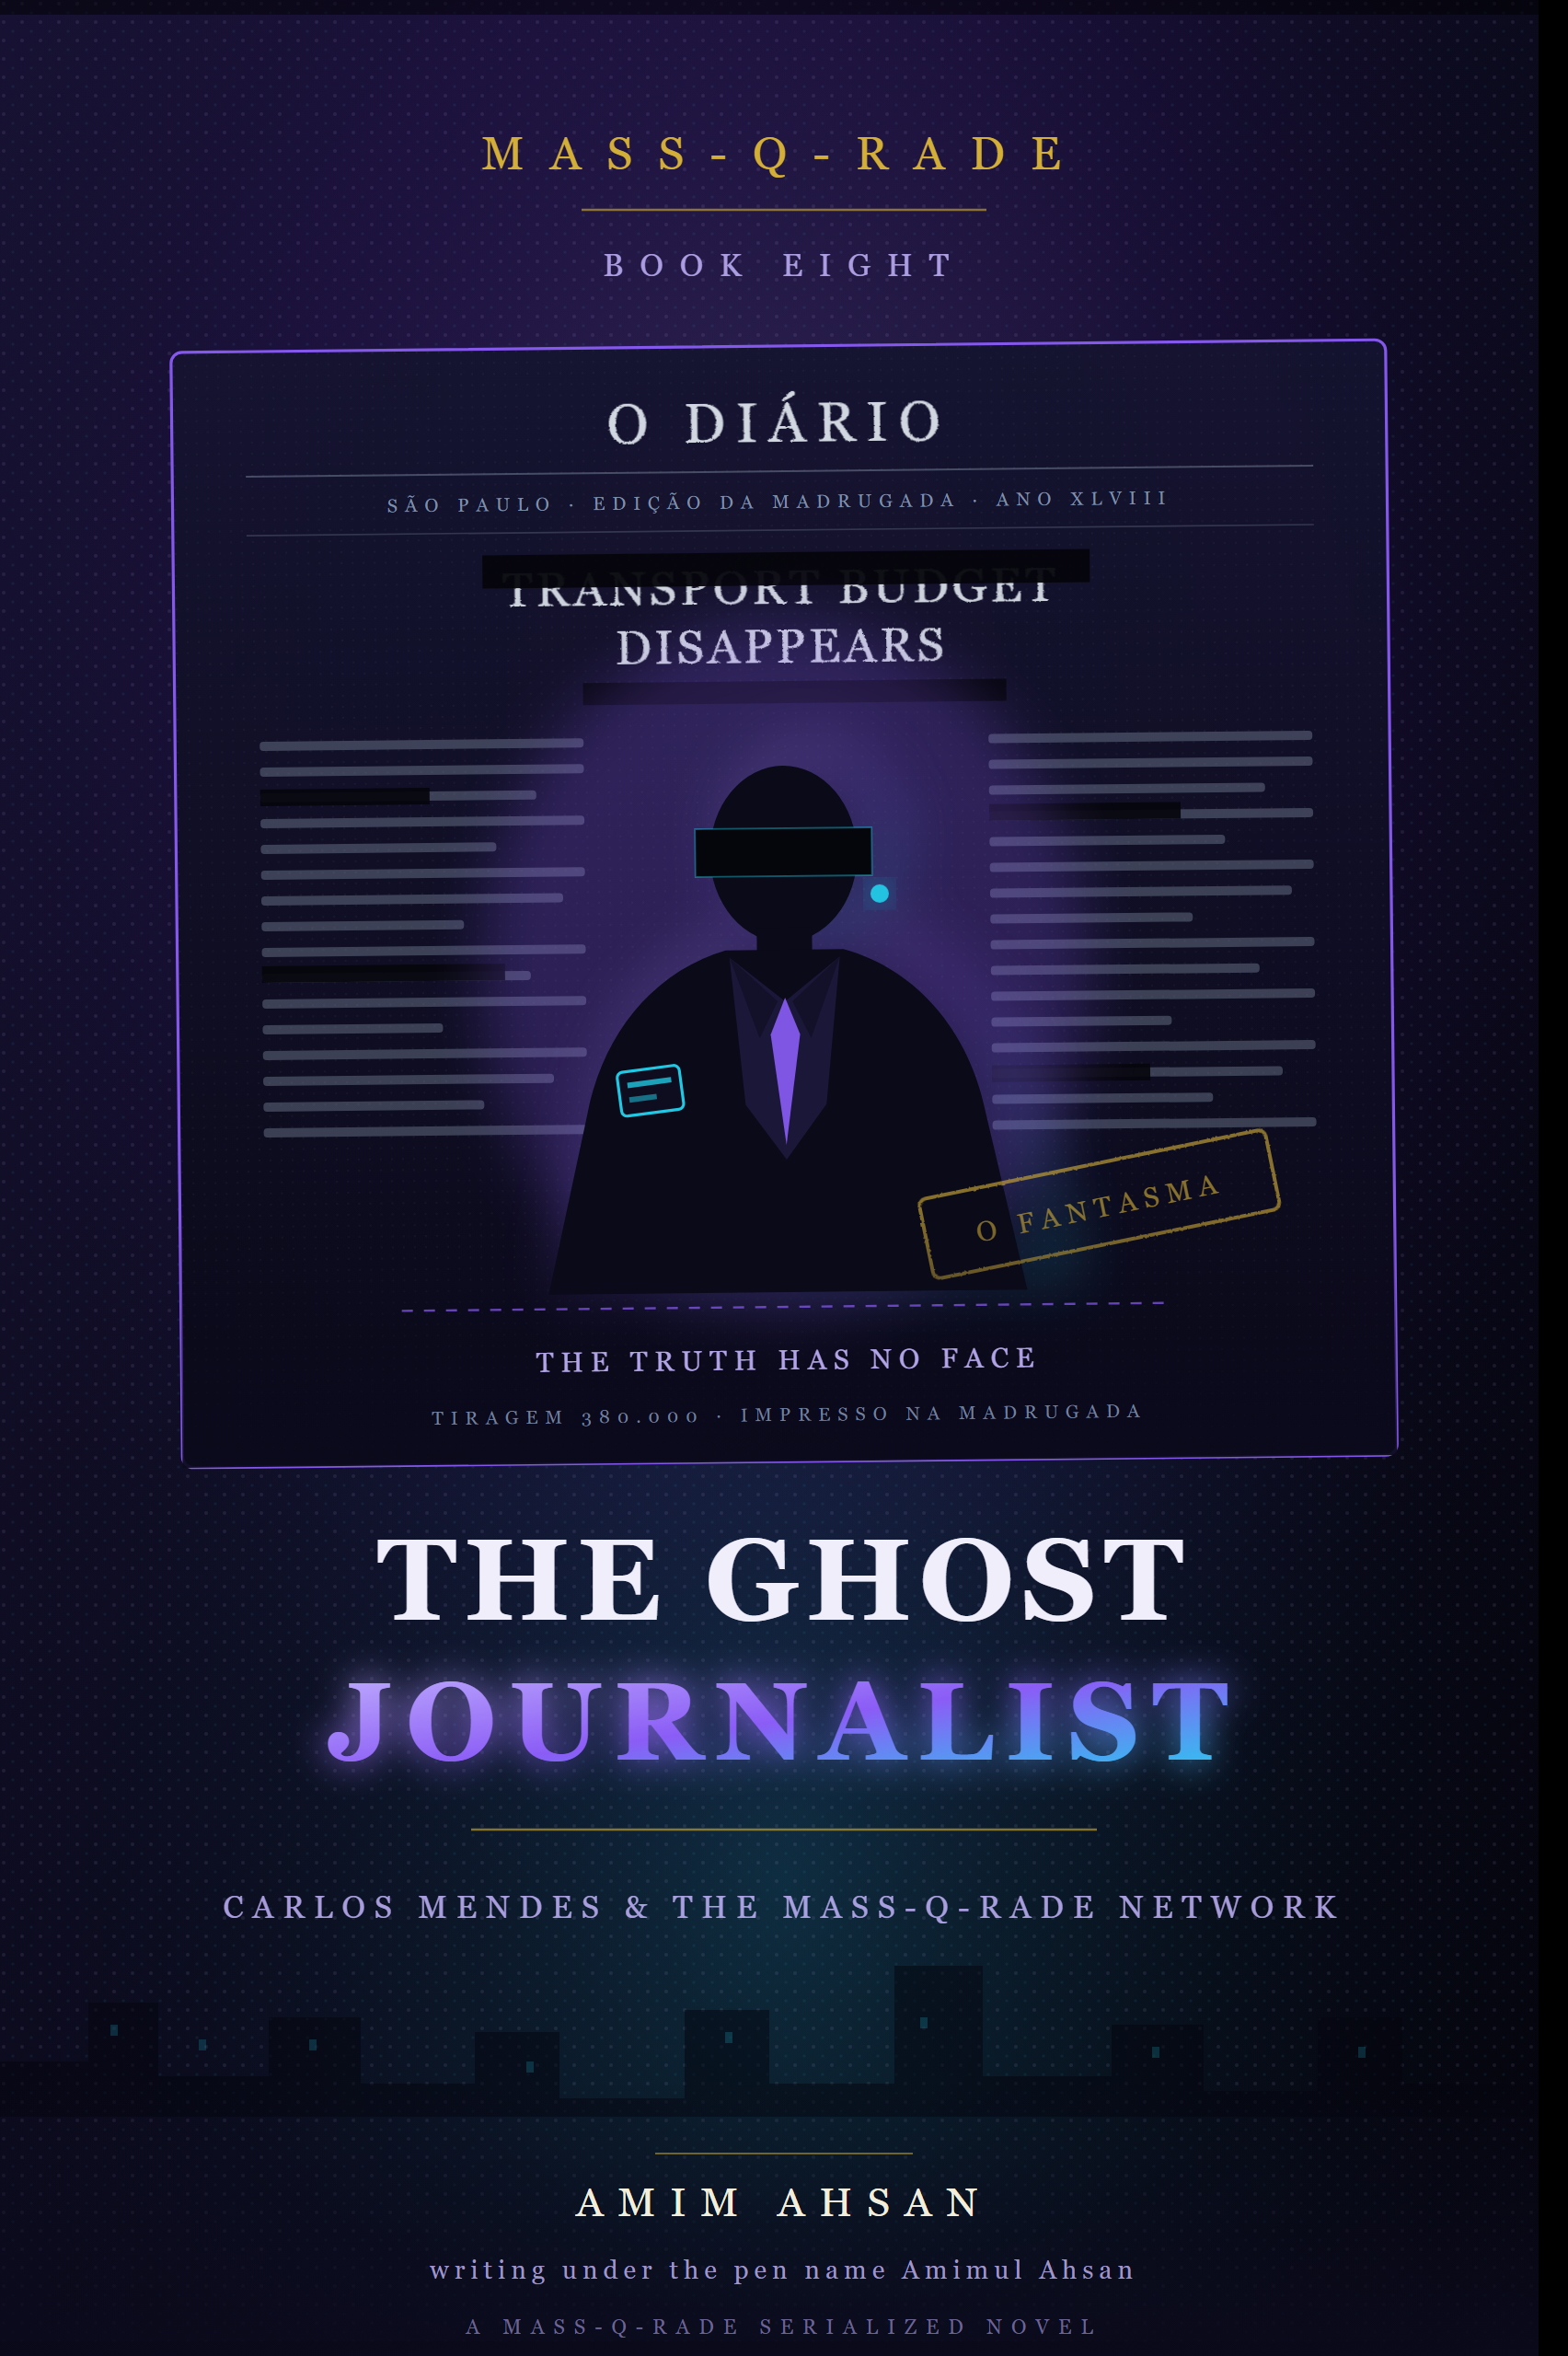 MASS-Q-RADE
BOOK EIGHT
O DIÁRIO
SÃO PAULO · EDIÇÃO DA MADRUGADA · ANO XLVIII
TRANSPORT BUDGET
DISAPPEARS
O FANTASMA
THE TRUTH HAS NO FACE
TIRAGEM 380.000 · IMPRESSO NA MADRUGADA
THE GHOST
JOURNALIST
CARLOS MENDES & THE MASS-Q-RADE NETWORK
AMIM AHSAN
writing under the pen name Amimul Ahsan
A MASS-Q-RADE SERIALIZED NOVEL